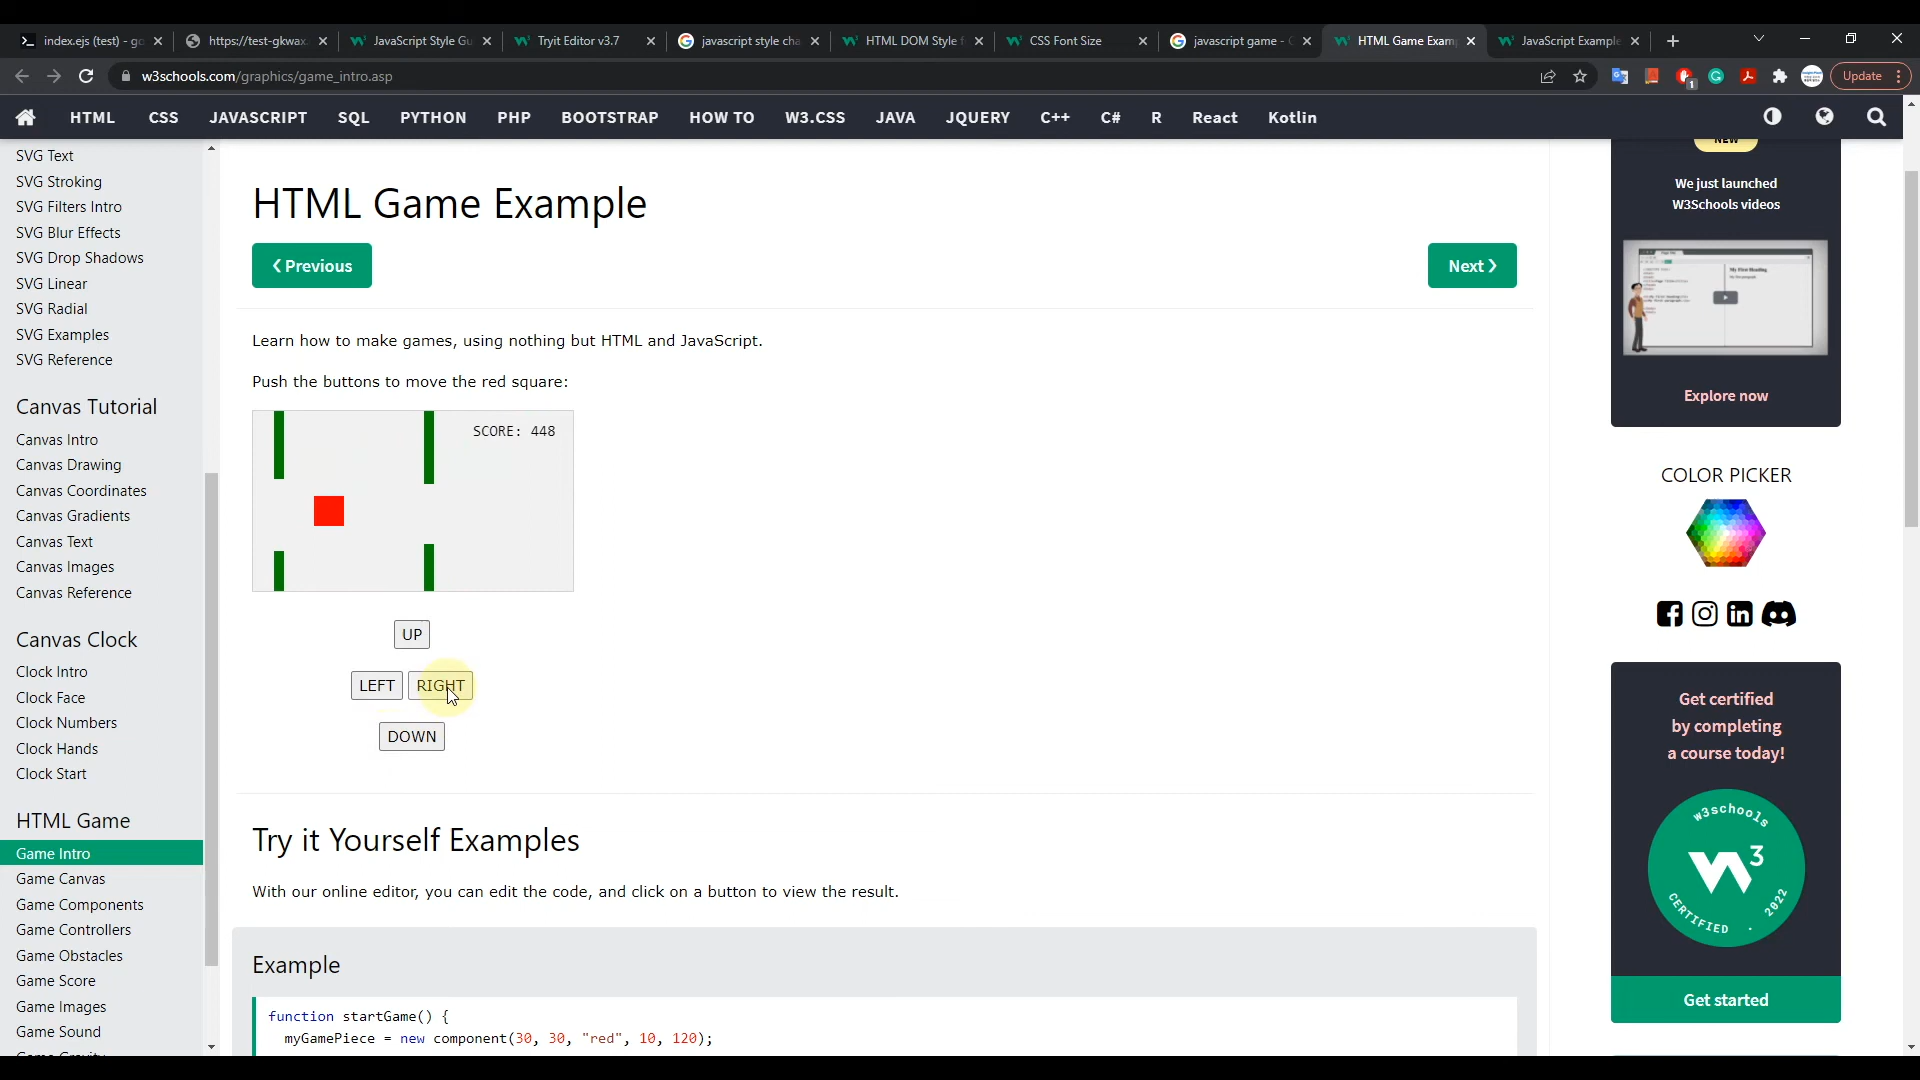 index.ejs (test) - go
https://test-gkwax
JavaScript Style Gu
Tryit Editor v3.7
javascript style cha
HTML DOM Style f
CSS Font Size
javascript game - G
HTML Game Examp
JavaScript Example
w3schools.com/graphics/game_intro.asp
1
Update
HTML
CSS
JAVASCRIPT
SQL
PYTHON
PHP
BOOTSTRAP
HOW TO
W3.CSS
JAVA
JQUERY
C++
C#
R
React
Kotlin
SVG Text
SVG Stroking
SVG Filters Intro
SVG Blur Effects
SVG Drop Shadows
SVG Linear
SVG Radial
SVG Examples
SVG Reference
Canvas Tutorial
Canvas Intro
Canvas Drawing
Canvas Coordinates
Canvas Gradients
Canvas Text
Canvas Images
Canvas Reference
Canvas Clock
Clock Intro
Clock Face
Clock Numbers
Clock Hands
Clock Start
HTML Game
Game Intro
Game Canvas
Game Components
Game Controllers
Game Obstacles
Game Score
Game Images
Game Sound
Game Gravity
HTML Game Example
❮ Previous
Next ❯
Learn how to make games, using nothing but HTML and JavaScript.
Push the buttons to move the red square:
SCORE: 448
UP
LEFT RIGHT
DOWN
Try it Yourself Examples
With our online editor, you can edit the code, and click on a button to view the result.
Example
function startGame() {
myGamePiece = new component(30, 30, "red", 10, 120);
NEW
We just launched
W3Schools videos
Explore now
COLOR PICKER
Get certified
by completing
a course today!
w3schools
3
CERTIFIED . 2022
Get started